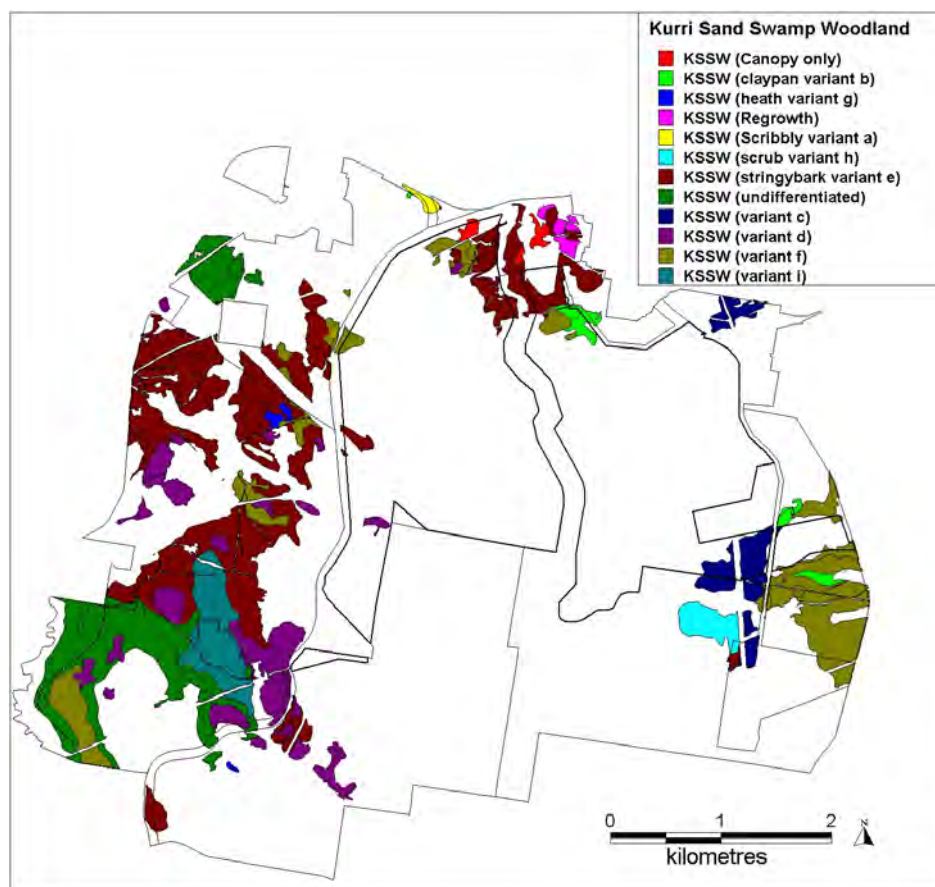 Kurri Sand Swamp Woodland
KSSW (Canopy only)
KSSW (claypan variant b)
KSSW (heath variant g)
KSSW (Regrowth)
KSSW (Scribbly variant a)
KSSW (scrub variant h)
KSSW (stringybark variant e)
KSSW (undifferentiated)
KSSW (variant c)
KSSW (variant d)
KSSW (variant f)
KSSW (variant i)
0 1 2
kilometres
N